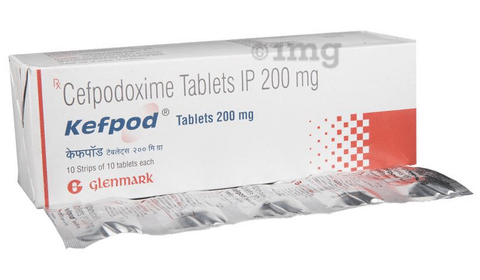 1mg
Rx Cefpodoxime Tablets IP 200 mg
Kefpod® Tablets 200 mg
केफपॉड टैबलेट्स २०० मि ग्रा
10 Strips of 10 tablets each
G GLENMARK